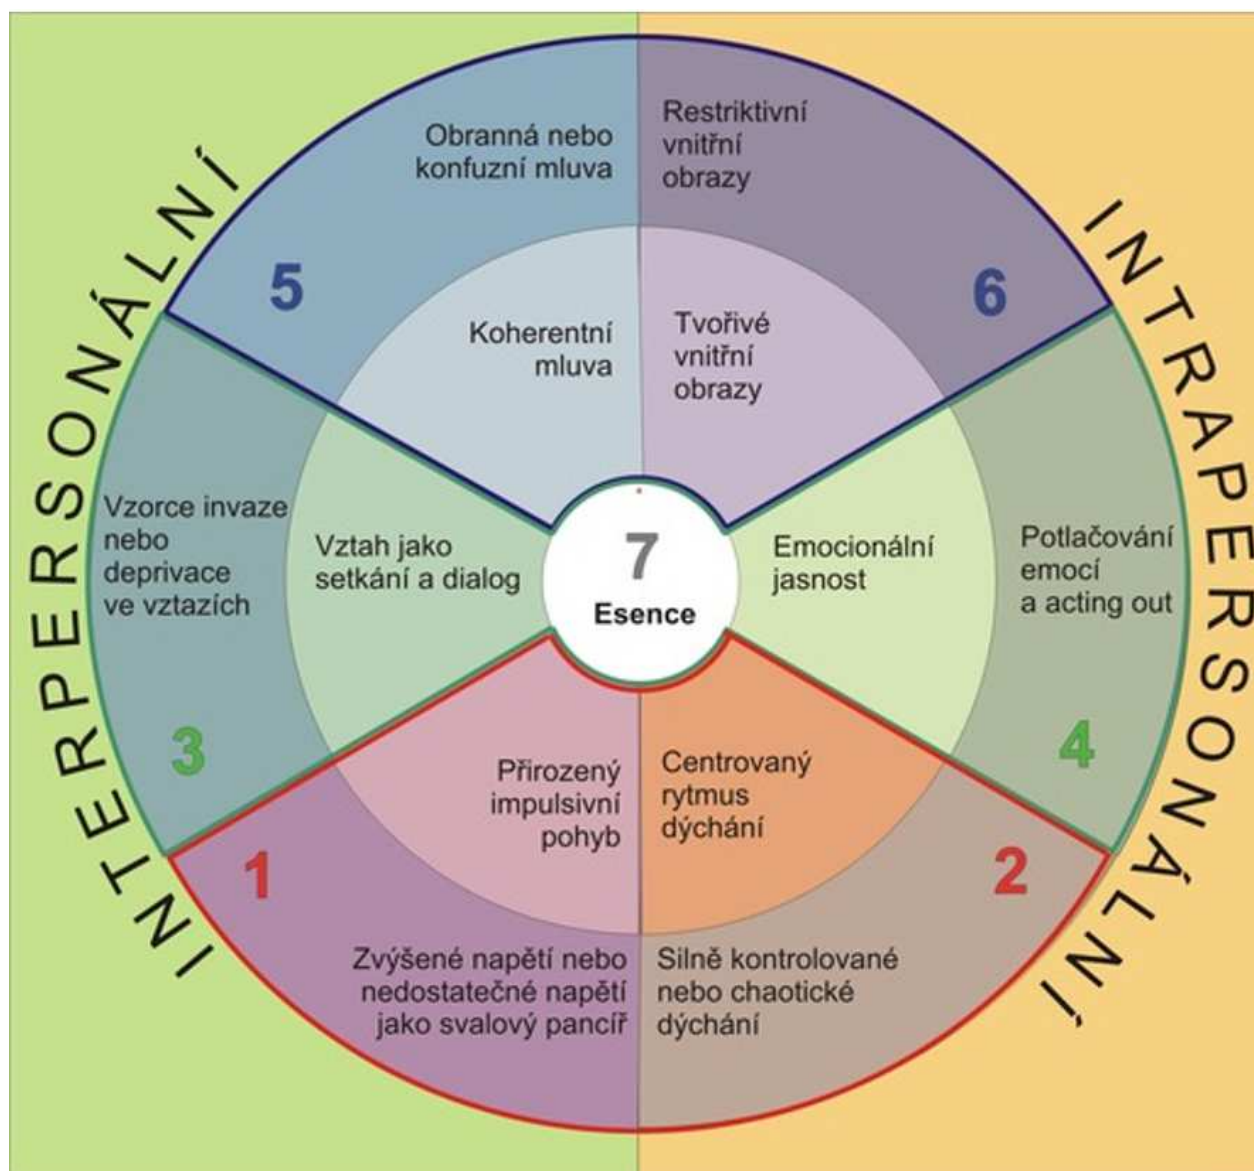 INTERPERSONÁLNÍ
INTRAPERSONÁLNÍ
Obranná nebo
konfuzní mluva
5
Koherentní
mluva
Restriktivní
vnitřní
obrazy
6
Tvořivé
vnitřní
obrazy
Vzorce invaze
nebo
deprivace
ve vztazích
3
Vztah jako
setkání a dialog
7
Esence
Emocionální
jasnost
Potlačování
emocí
a acting out
4
Přirozený
impulsivní
pohyb
1
Zvýšené napětí nebo
nedostatečné napětí
jako svalový pancíř
Centrovaný
rytmus
dýchání
2
Silně kontrolované
nebo chaotické
dýchání